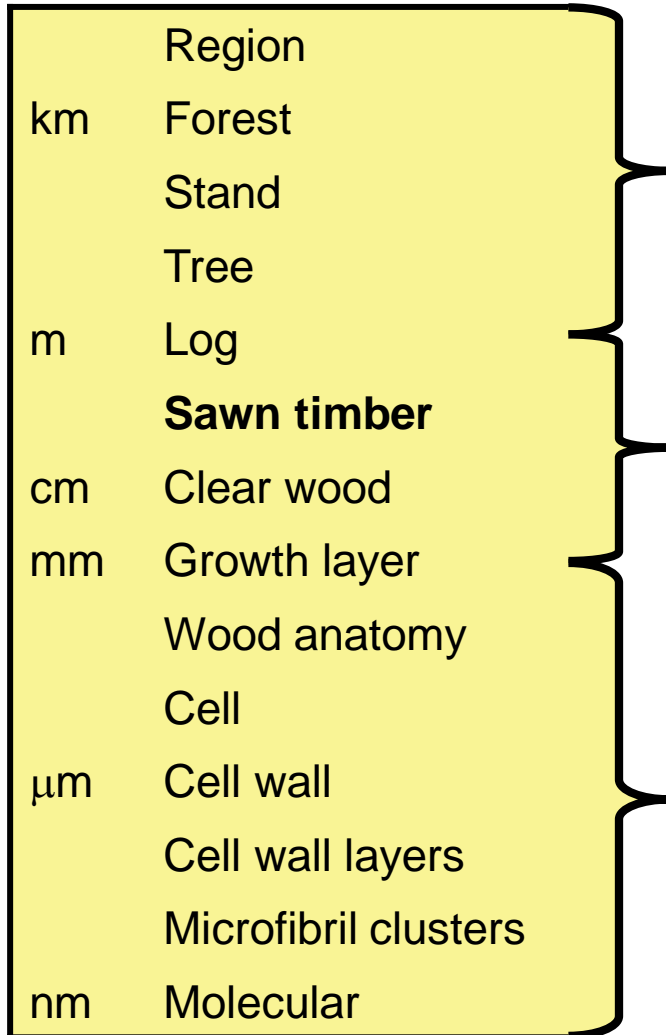 Region
km Forest
Stand
Tree
m Log
Sawn timber
cm Clear wood
mm Growth layer
Wood anatomy
Cell
μm Cell wall
Cell wall layers
Microfibril clusters
nm Molecular